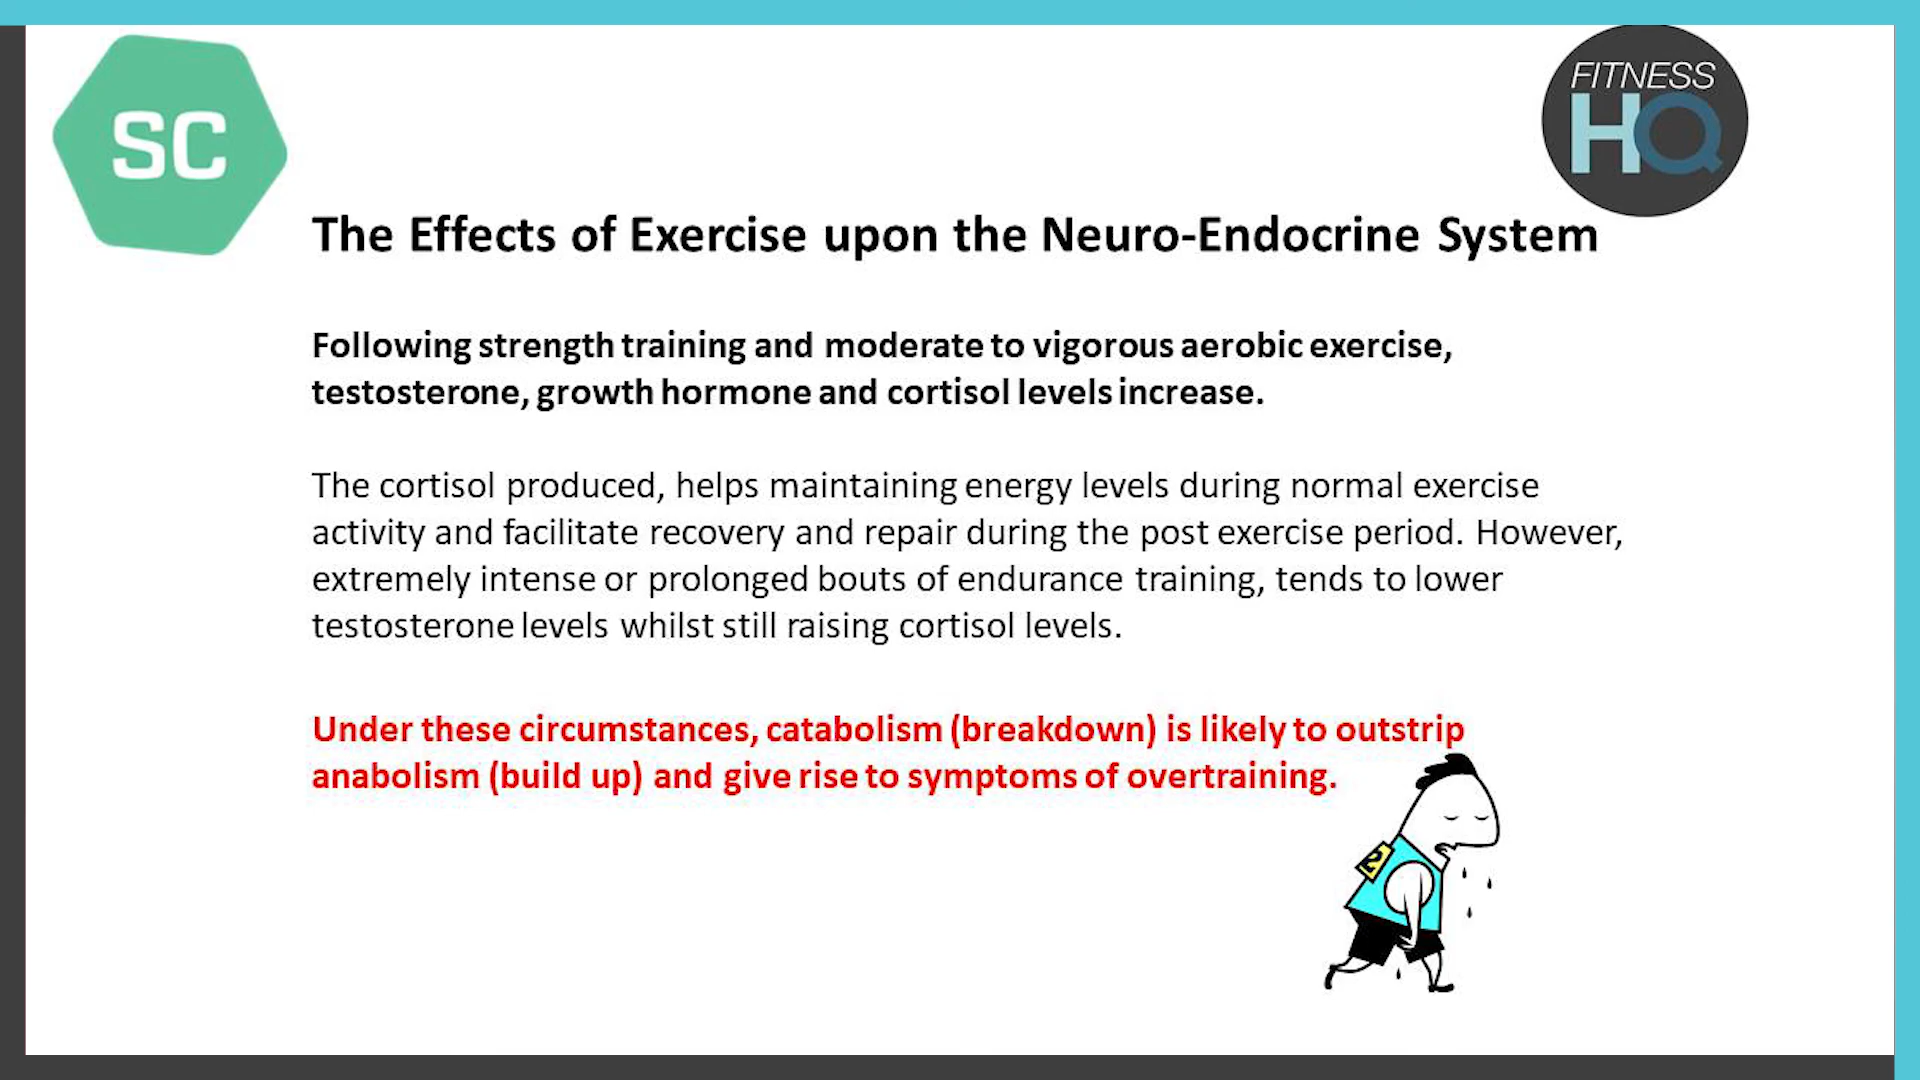 SC
FITNESS
HQ
The Effects of Exercise upon the Neuro-Endocrine System
Following strength training and moderate to vigorous aerobic exercise,
testosterone, growth hormone and cortisol levels increase.
The cortisol produced, helps maintaining energy levels during normal exercise
activity and facilitate recovery and repair during the post exercise period. However,
extremely intense or prolonged bouts of endurance training, tends to lower
testosterone levels whilst still raising cortisol levels.
Under these circumstances, catabolism (breakdown) is likely to outstrip
anabolism (build up) and give rise to symptoms of overtraining.
2